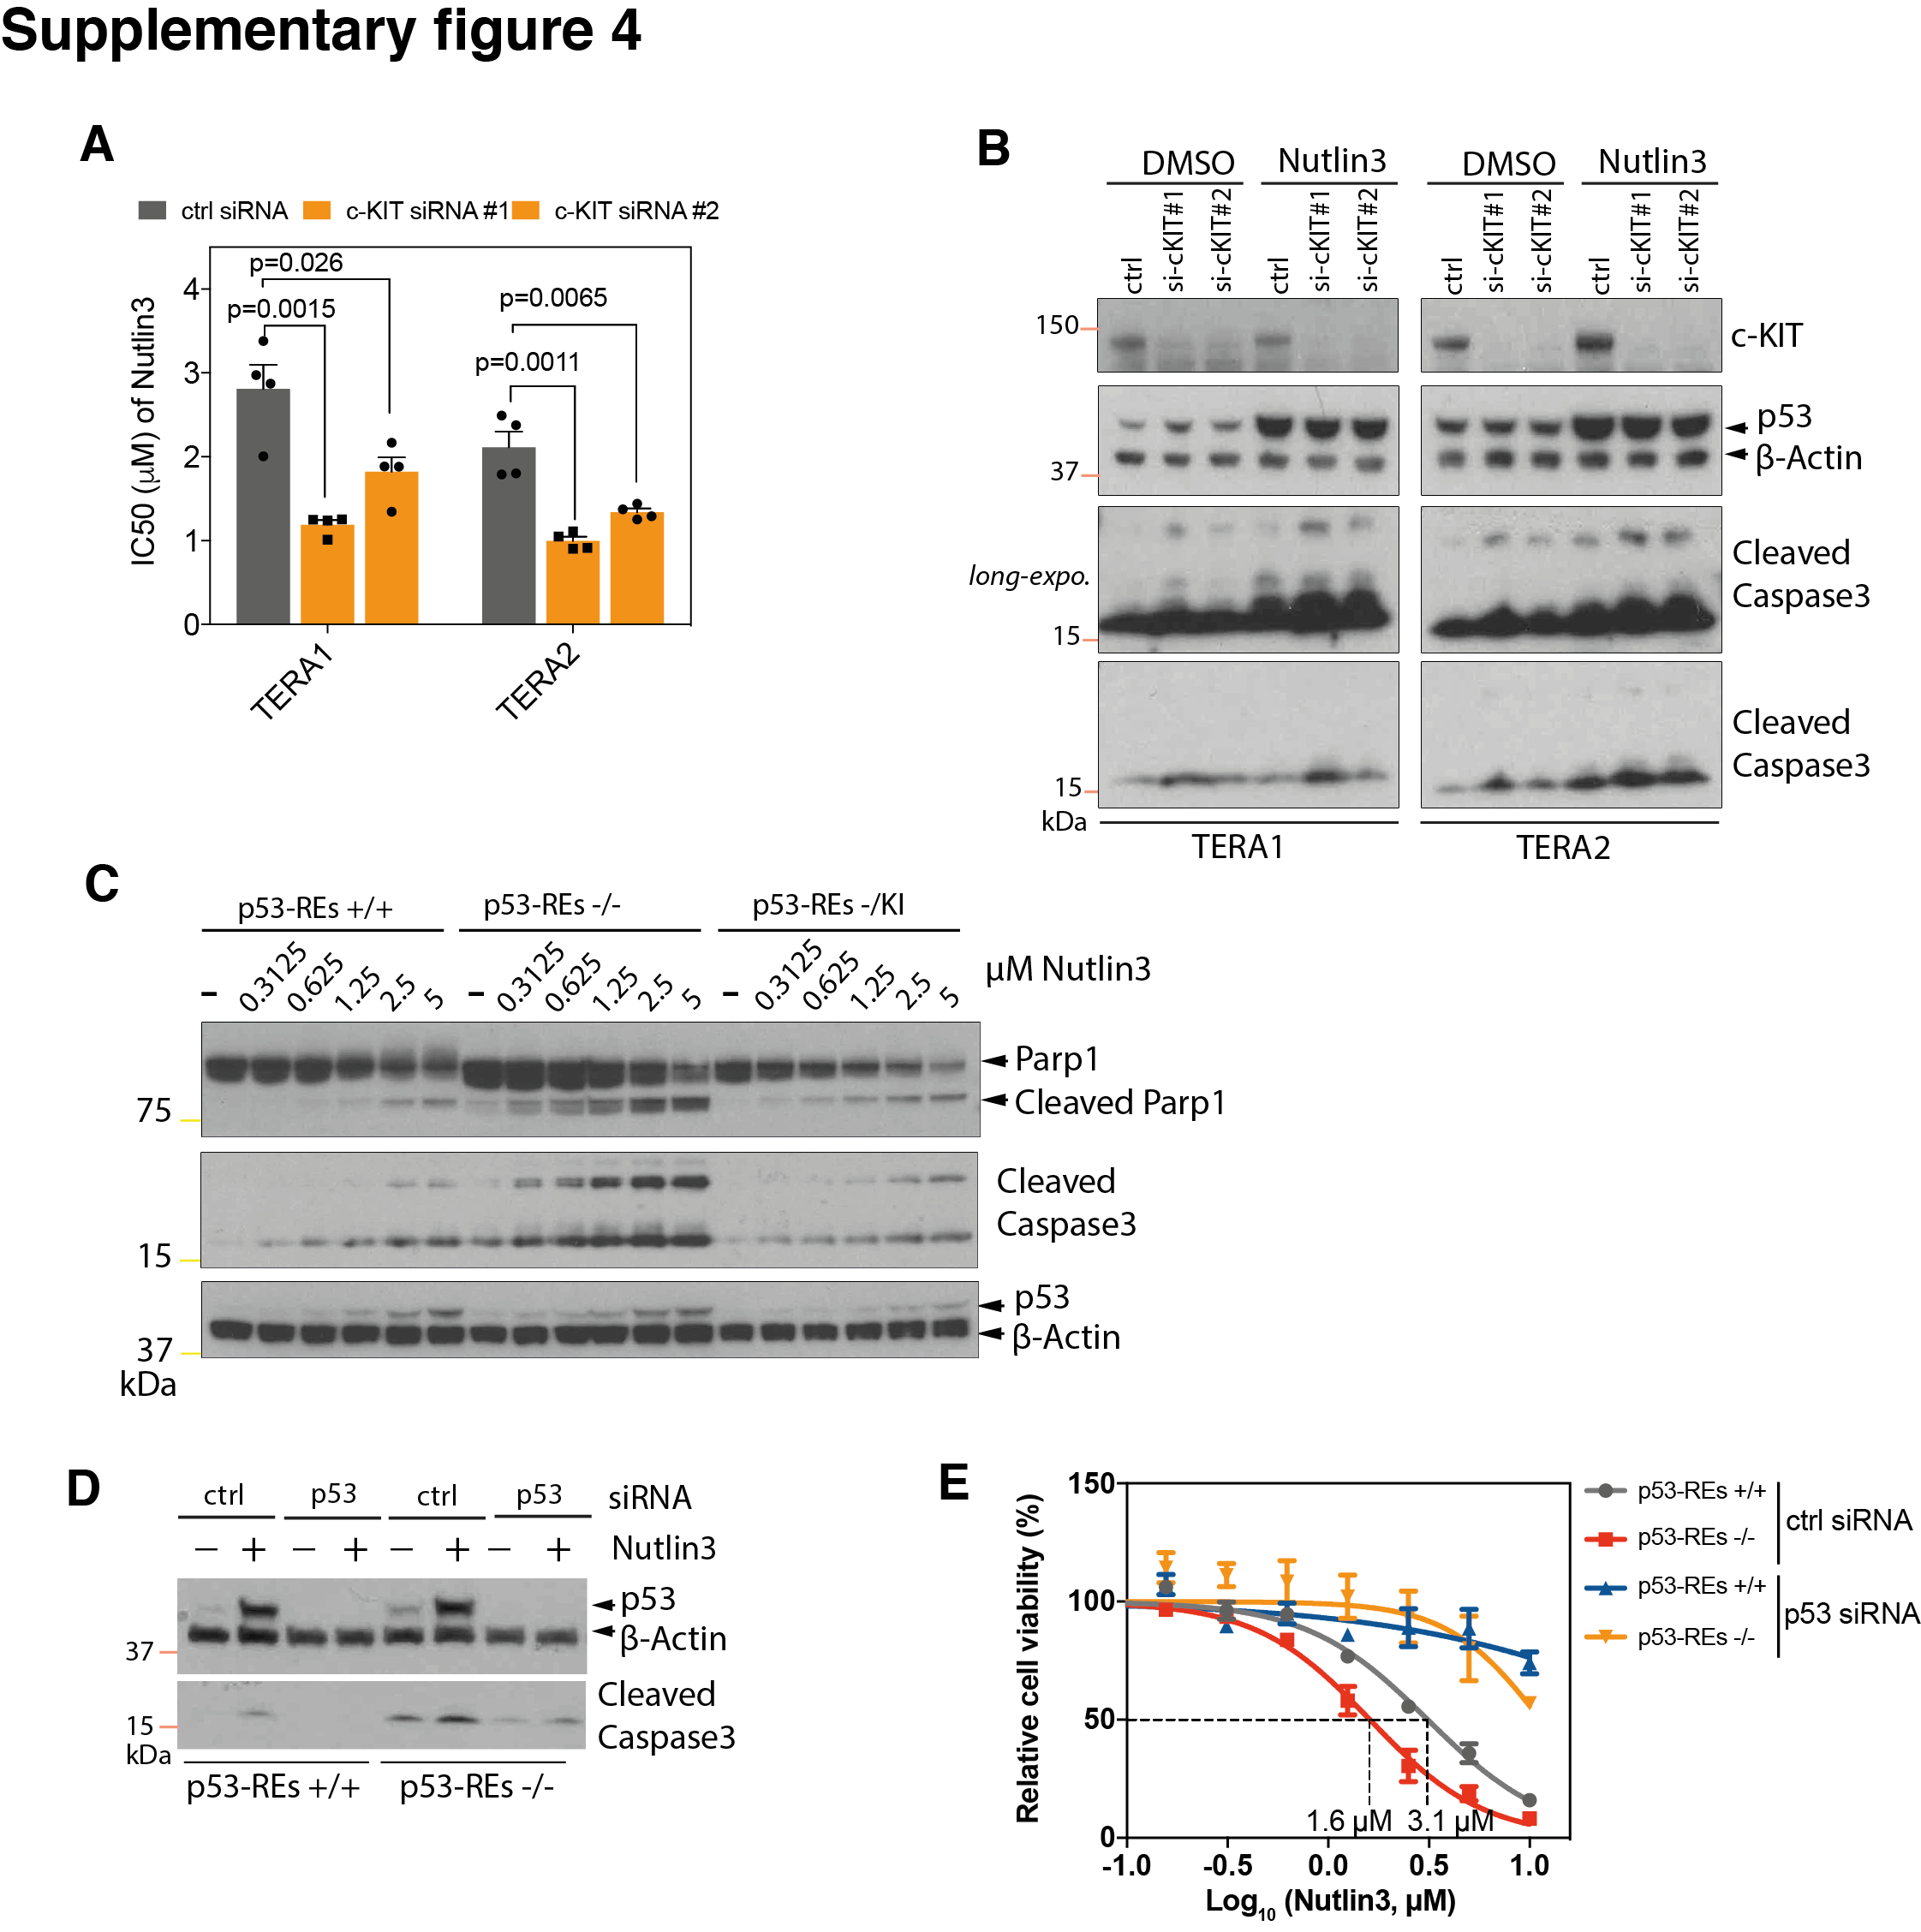 Supplementary figure 4
A
ctrl siRNA c-KIT siRNA #1 c-KIT siRNA #2
IC50 (µM) of Nutlin3
4
3
2
1
0
p=0.026
p=0.0015
p=0.0065
p=0.0011
TERA1 TERA2
B
DMSO Nutlin3 DMSO Nutlin3
ctrl si-cKIT#1 si-cKIT#2 ctrl si-cKIT#1 si-cKIT#2 ctrl si-cKIT#1 si-cKIT#2 ctrl si-cKIT#1 si-cKIT#2
150 c-KIT
p53
β-Actin
37
long-expo.
Cleaved
Caspase3
15
Cleaved
Caspase3
15
kDa
TERA1 TERA2
C
p53-REs +/+ p53-REs -/- p53-REs -/KI
– 0.3125 0.625 1.25 2.5 5 – 0.3125 0.625 1.25 2.5 5 – 0.3125 0.625 1.25 2.5 5 µM Nutlin3
Parp1
Cleaved Parp1
75
Cleaved
Caspase3
15
p53
β-Actin
37
kDa
D
ctrl p53 ctrl p53 siRNA
– + – + – + – + Nutlin3
p53
β-Actin
37
Cleaved
Caspase3
15
kDa
p53-REs +/+ p53-REs -/-
E
Relative cell viability (%)
150
100
50
0
1.6 µM 3.1 µM
-1.0 -0.5 0.0 0.5 1.0
Log10 (Nutlin3, µM)
p53-REs +/+
p53-REs -/-
ctrl siRNA
p53-REs +/+
p53-REs -/-
p53 siRNA